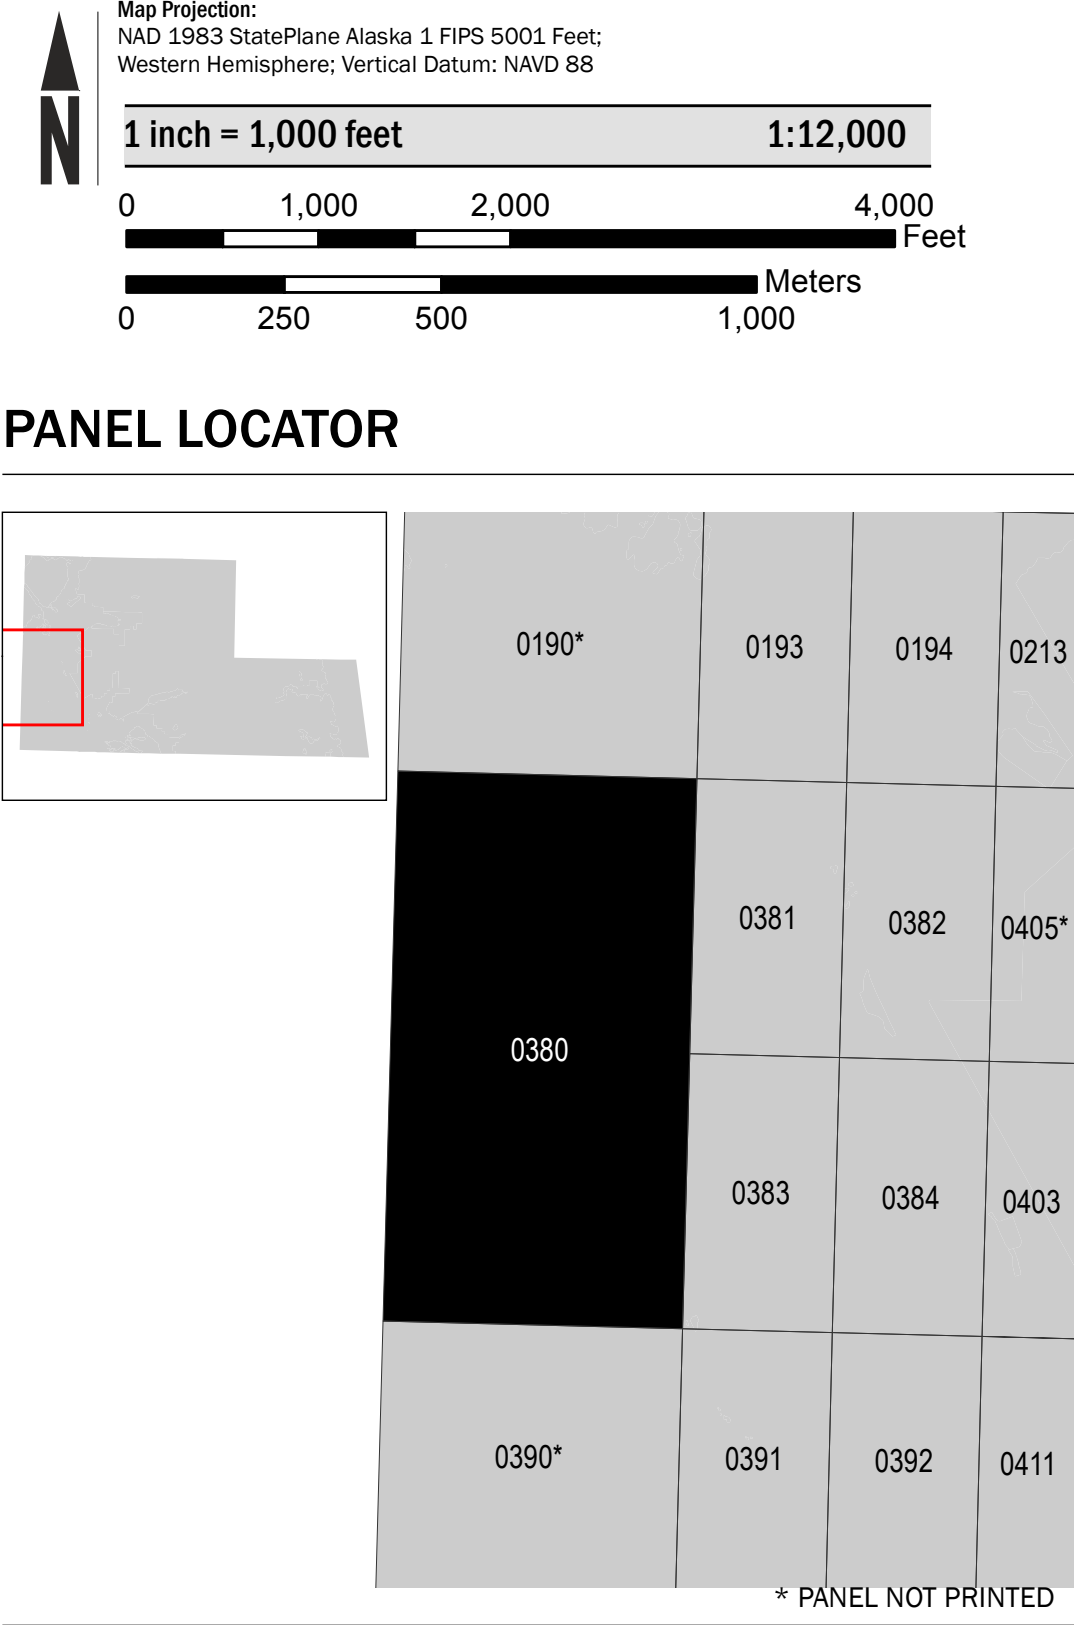 Map Projection:
NAD 1983 StatePlane Alaska 1 FIPS 5001 Feet;
Western Hemisphere; Vertical Datum: NAVD 88
N
1 inch = 1,000 feet 1:12,000
0 1,000 2,000 4,000
Feet
Meters
0 250 500 1,000
PANEL LOCATOR
0190* 0193 0194 0213
0381 0382 0405*
0380
0383 0384 0403
0390* 0391 0392 0411
* PANEL NOT PRINTED